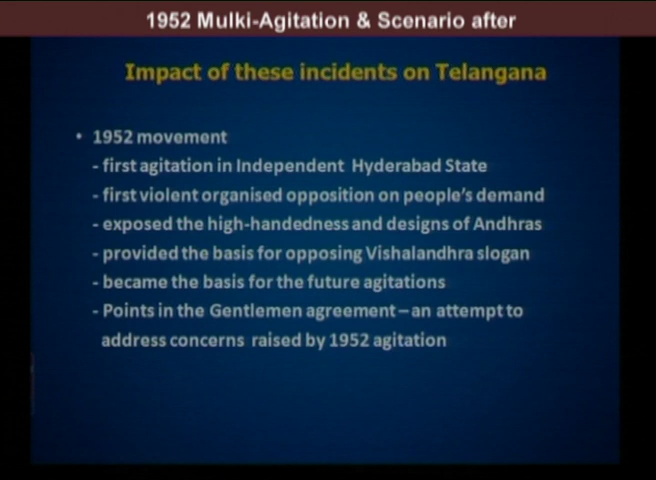 1952 Mulki-Agitation & Scenario after
Impact of these incidents on Telangana
• 1952 movement
- first agitation in Independent Hyderabad State
- first violent organised opposition on people's demand
- exposed the high-handedness and designs of Andhras
- provided the basis for opposing Vishalandhra slogan
- became the basis for the future agitations
- Points in the Gentlemen agreement – an attempt to
address concerns raised by 1952 agitation